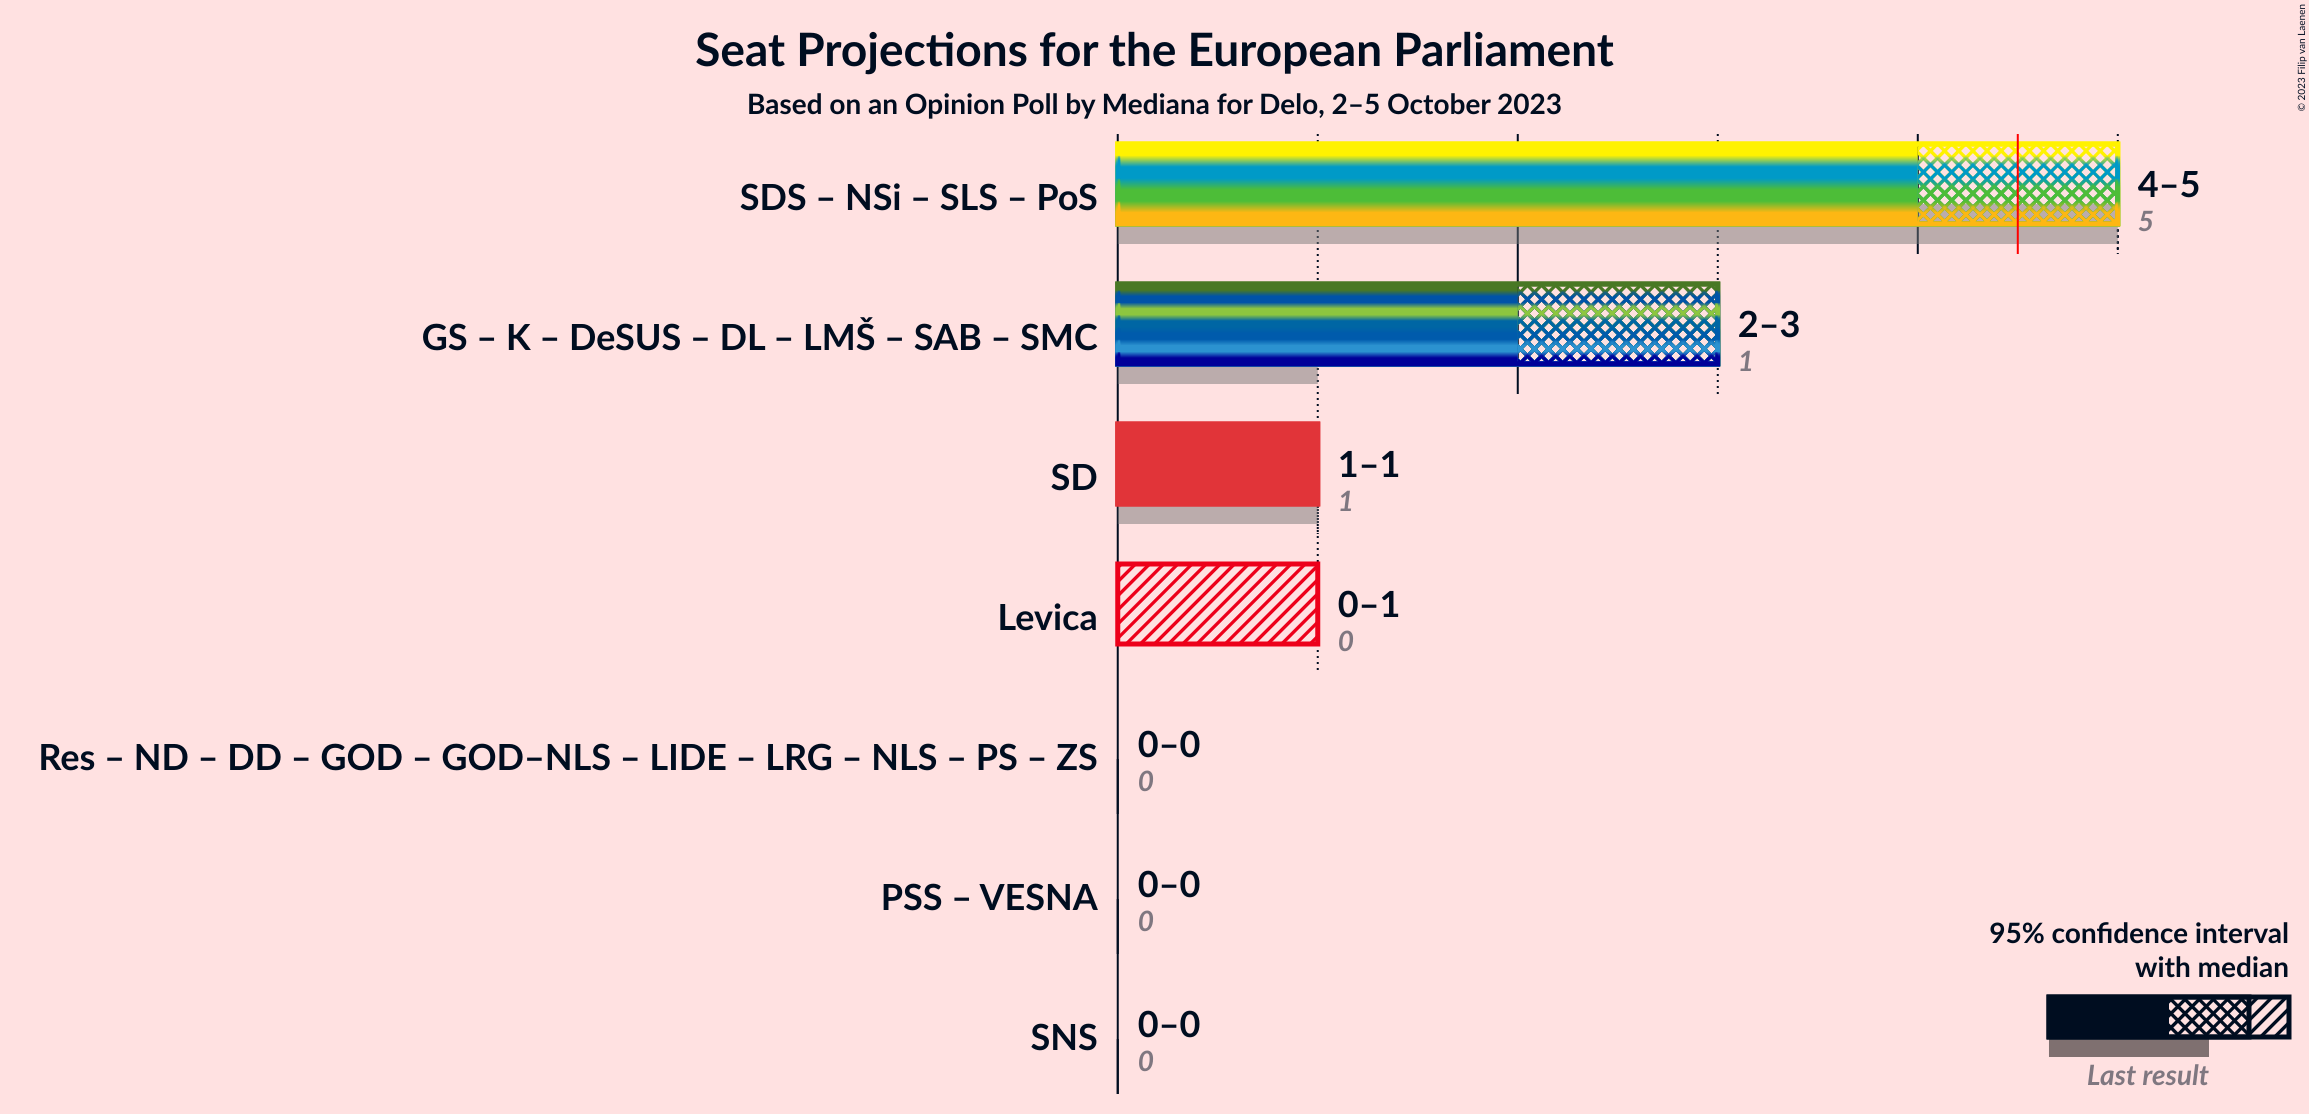 Seat Projections for the European Parliament
Based on an Opinion Poll by Mediana for Delo, 2–5 October 2023
© 2023 Filip van Laenen
SDS – NSi – SLS – PoS
4–5
5
GS – K – DeSUS – DL – LMŠ – SAB – SMC
2–3
1
SD
1–1
1
Levica
0–1
0
Res – ND – DD – GOD – GOD–NLS – LIDE – LRG – NLS – PS – ZS
0–0
0
PSS – VESNA
0–0
0
SNS
0–0
0
95% confidence interval
with median
Last result